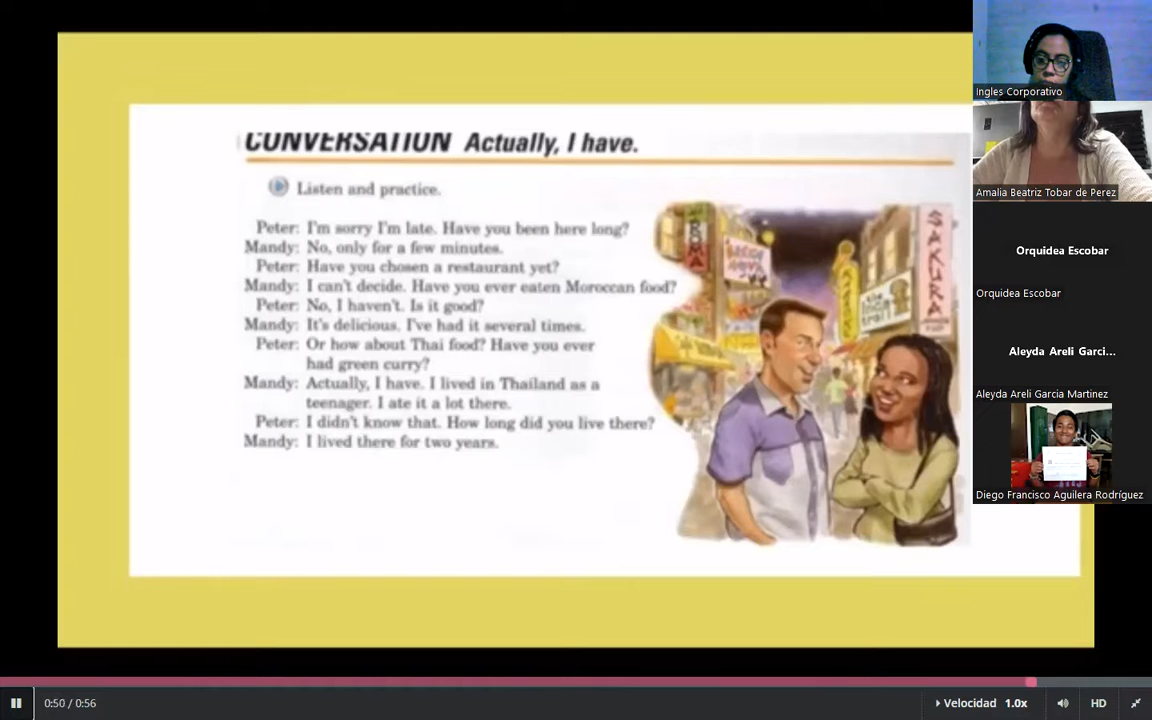 CONVERSATION Actually, I have.
Listen and practice.
Peter: I'm sorry I'm late. Have you been here long?
Mandy: No, only for a few minutes.
Peter: Have you chosen a restaurant yet?
Mandy: I can't decide. Have you ever eaten Moroccan food?
Peter: No, I haven't. Is it good?
Mandy: It's delicious. I've had it several times.
Peter: Or how about Thai food? Have you ever
had green curry?
Mandy: Actually, I have. I lived in Thailand as a
teenager. I ate it a lot there.
Peter: I didn't know that. How long did you live there?
Mandy: I lived there for two years.
ROMA
SAKURA
Ingles Corporativo
Amalia Beatriz Tobar de Perez
Orquidea Escobar
Orquidea Escobar
Aleyda Areli Garci...
Aleyda Areli Garcia Martinez
Diego Francisco Aguilera Rodríguez
0:50 / 0:56
Velocidad 1.0x
HD